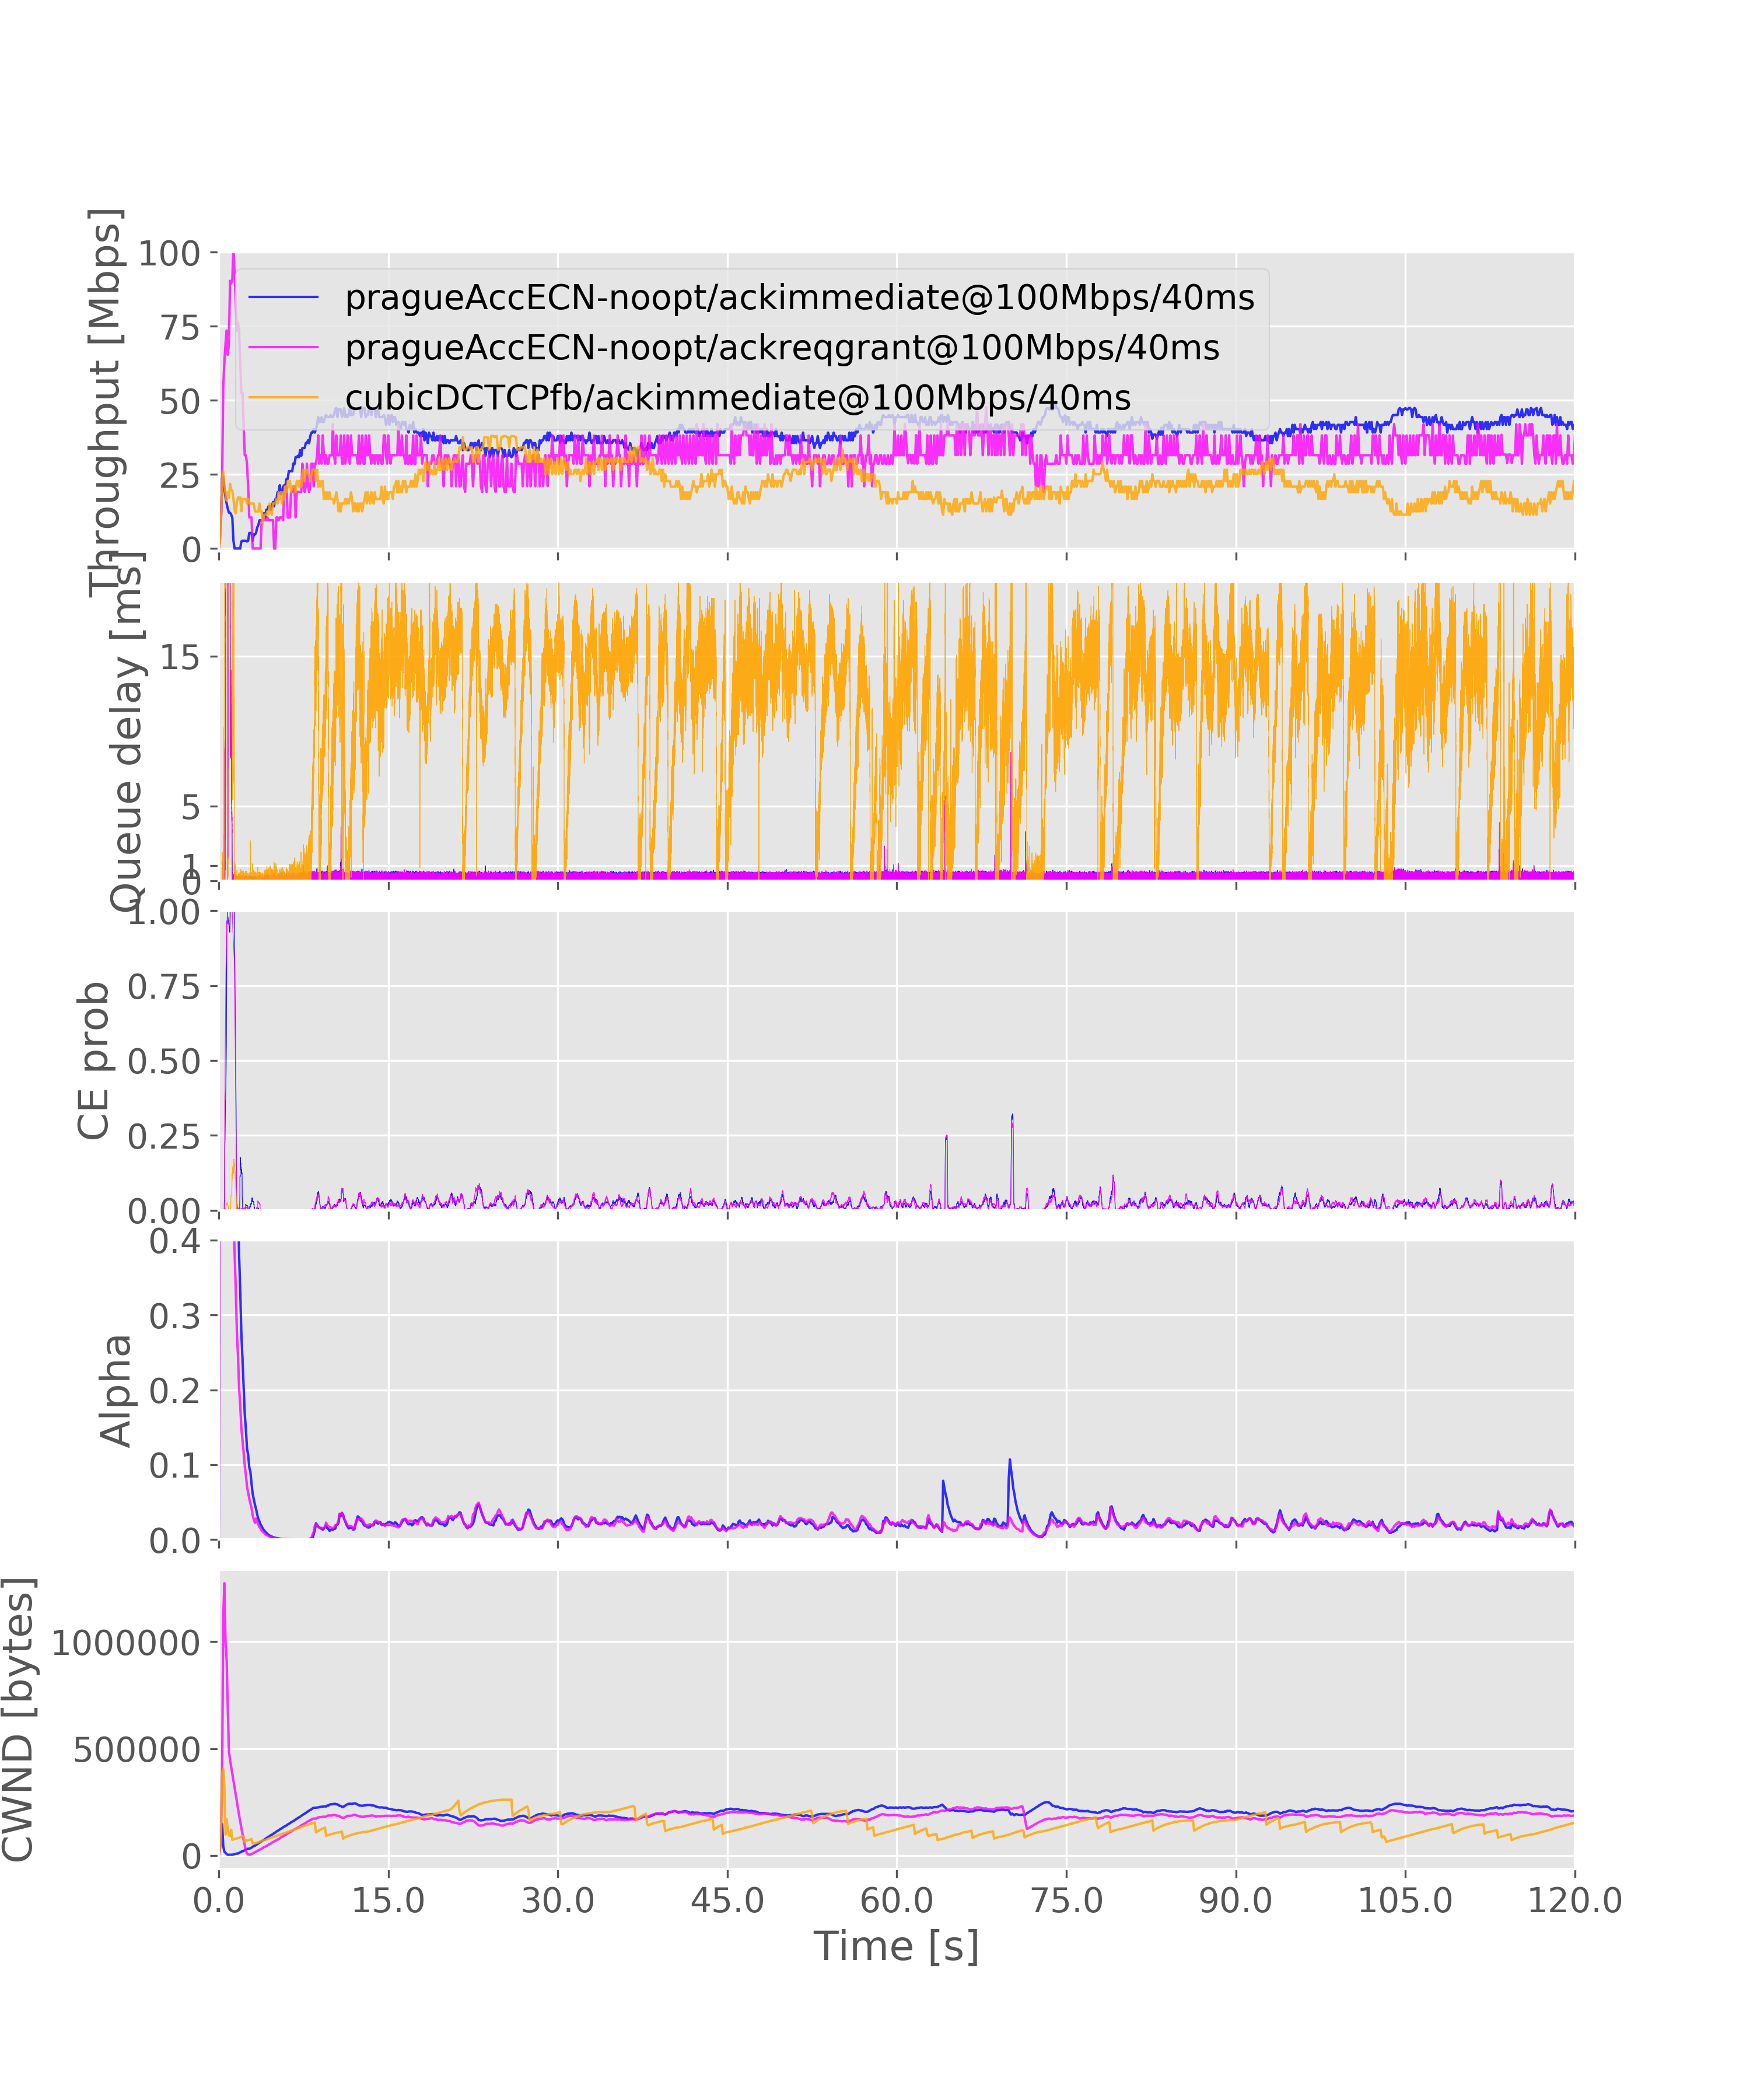 Throughput [Mbps]
100
75
50
25
0
pragueAccECN-noopt/ackimmediate@100Mbps/40ms
pragueAccECN-noopt/ackreqgrant@100Mbps/40ms
cubicDCTCPfb/ackimmediate@100Mbps/40ms
Queue delay [ms]
15
5
1
0
CE prob
1.00
0.75
0.50
0.25
0.00
Alpha
0.4
0.3
0.2
0.1
0.0
CWND [bytes]
1000000
500000
0
0.0 15.0 30.0 45.0 60.0 75.0 90.0 105.0 120.0
Time [s]